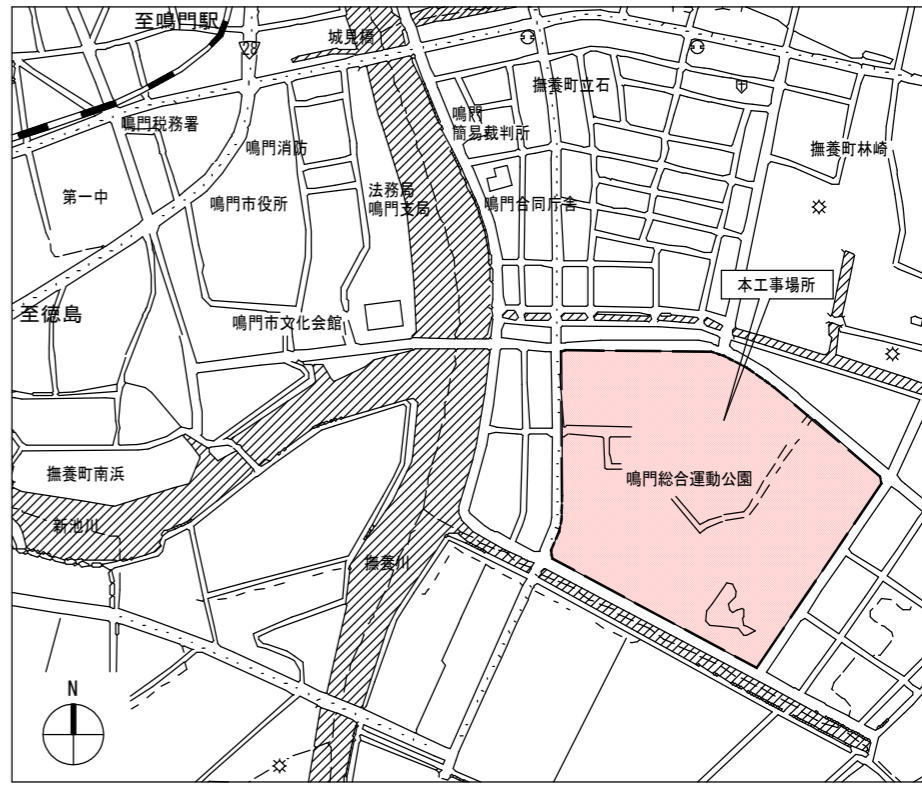 至鳴門駅
28
城見橋
鳴門税務署
鳴門消防
鳴門
簡易裁判所
撫養町立石
撫養町林崎
第一中
鳴門市役所
法務局
鳴門支局
鳴門合同庁舎
本工事場所
至徳島
鳴門市文化会館
撫養町南浜
鳴門総合運動公園
新池川
撫養川
N